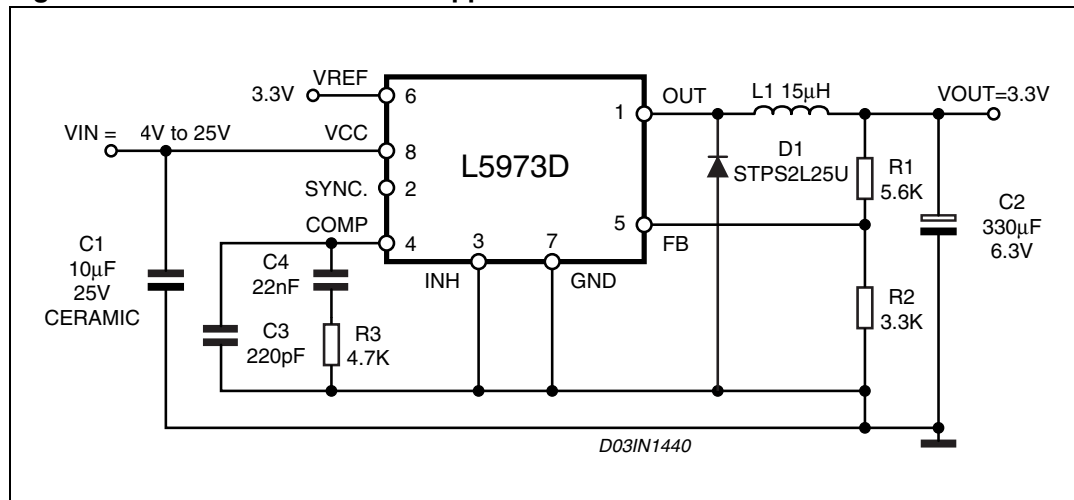 VREF
3.3V
6
VIN =
4V to 25V
VCC
8
SYNC.
2
COMP
4
L5973D
1
OUT
L1 15μH
VOUT=3.3V
D1
STPS2L25U
R1
5.6K
5
FB
C2
330μF
6.3V
C1
10μF
25V
CERAMIC
C4
22nF
3
7
INH
GND
R2
3.3K
C3
220pF
R3
4.7K
D03IN1440